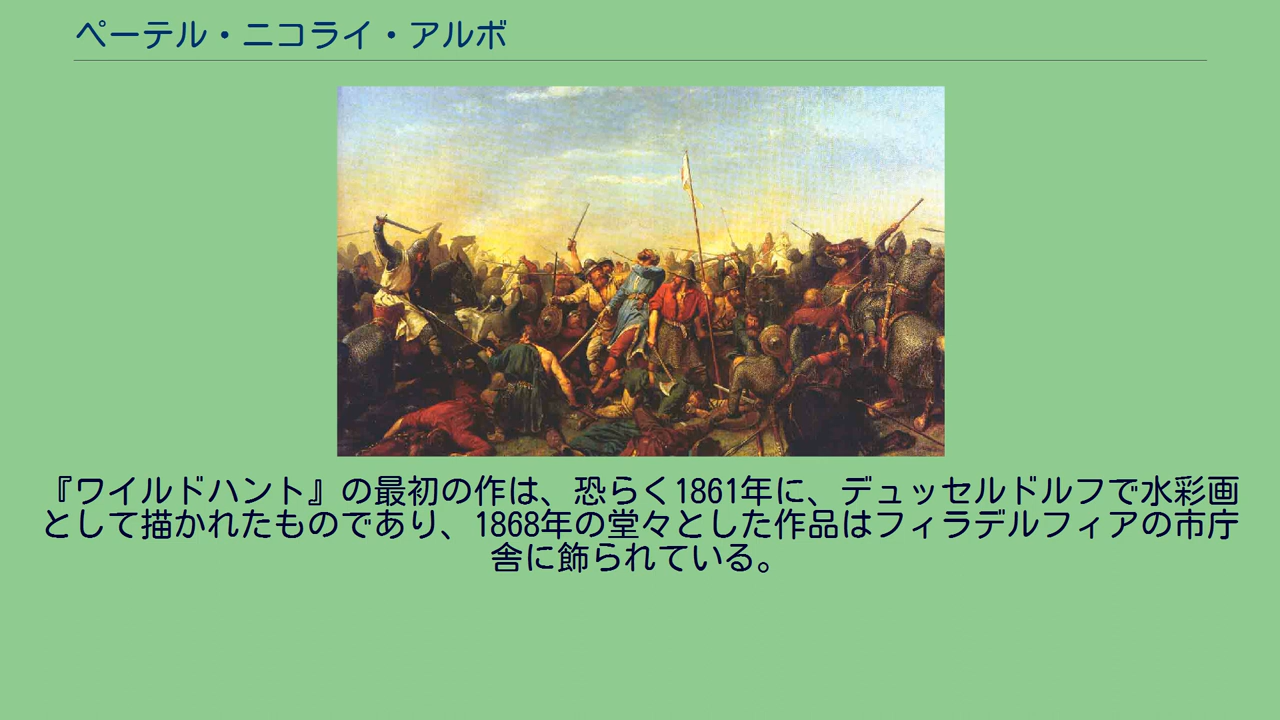 ペーテル・ニコライ・アルボ
『ワイルドハント』の最初の作は、恐らく1861年に、デュッセルドルフで水彩画
として描かれたものであり、1868年の堂々とした作品はフィラデルフィアの市庁
舎に飾られている。